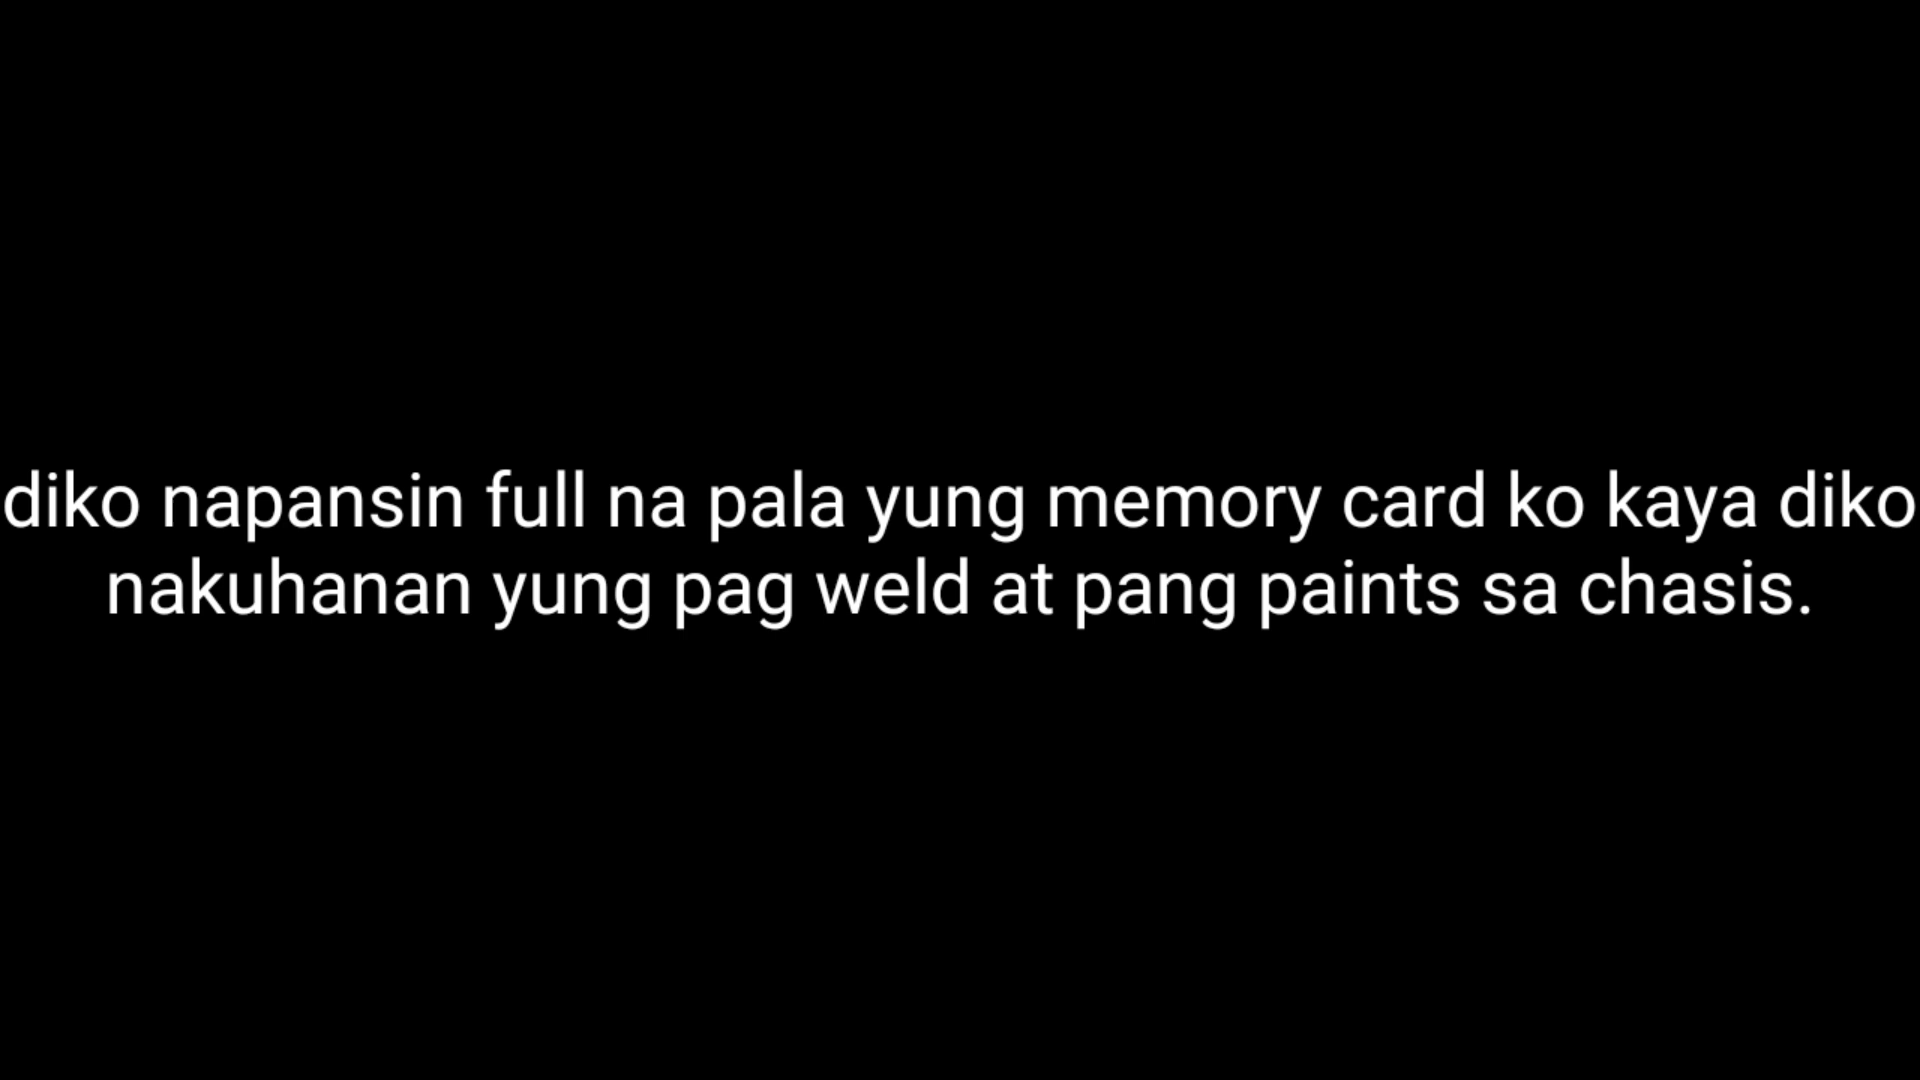 diko napansin full na pala yung memory card ko kaya diko
nakuhanan yung pag weld at pang paints sa chasis.